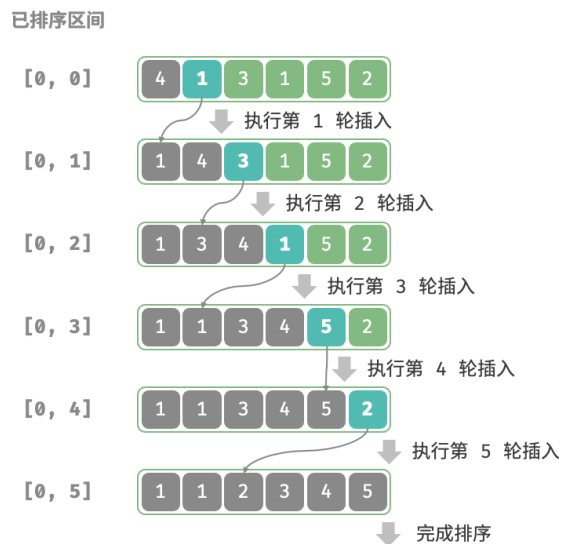 已排序区间
[0, 0] 4 1 3 1 5 2
执行第 1 轮插入
[0, 1] 1 4 3 1 5 2
执行第 2 轮插入
[0, 2] 1 3 4 1 5 2
执行第 3 轮插入
[0, 3] 1 1 3 4 5 2
执行第 4 轮插入
[0, 4] 1 1 3 4 5 2
执行第 5 轮插入
[0, 5] 1 1 2 3 4 5
完成排序